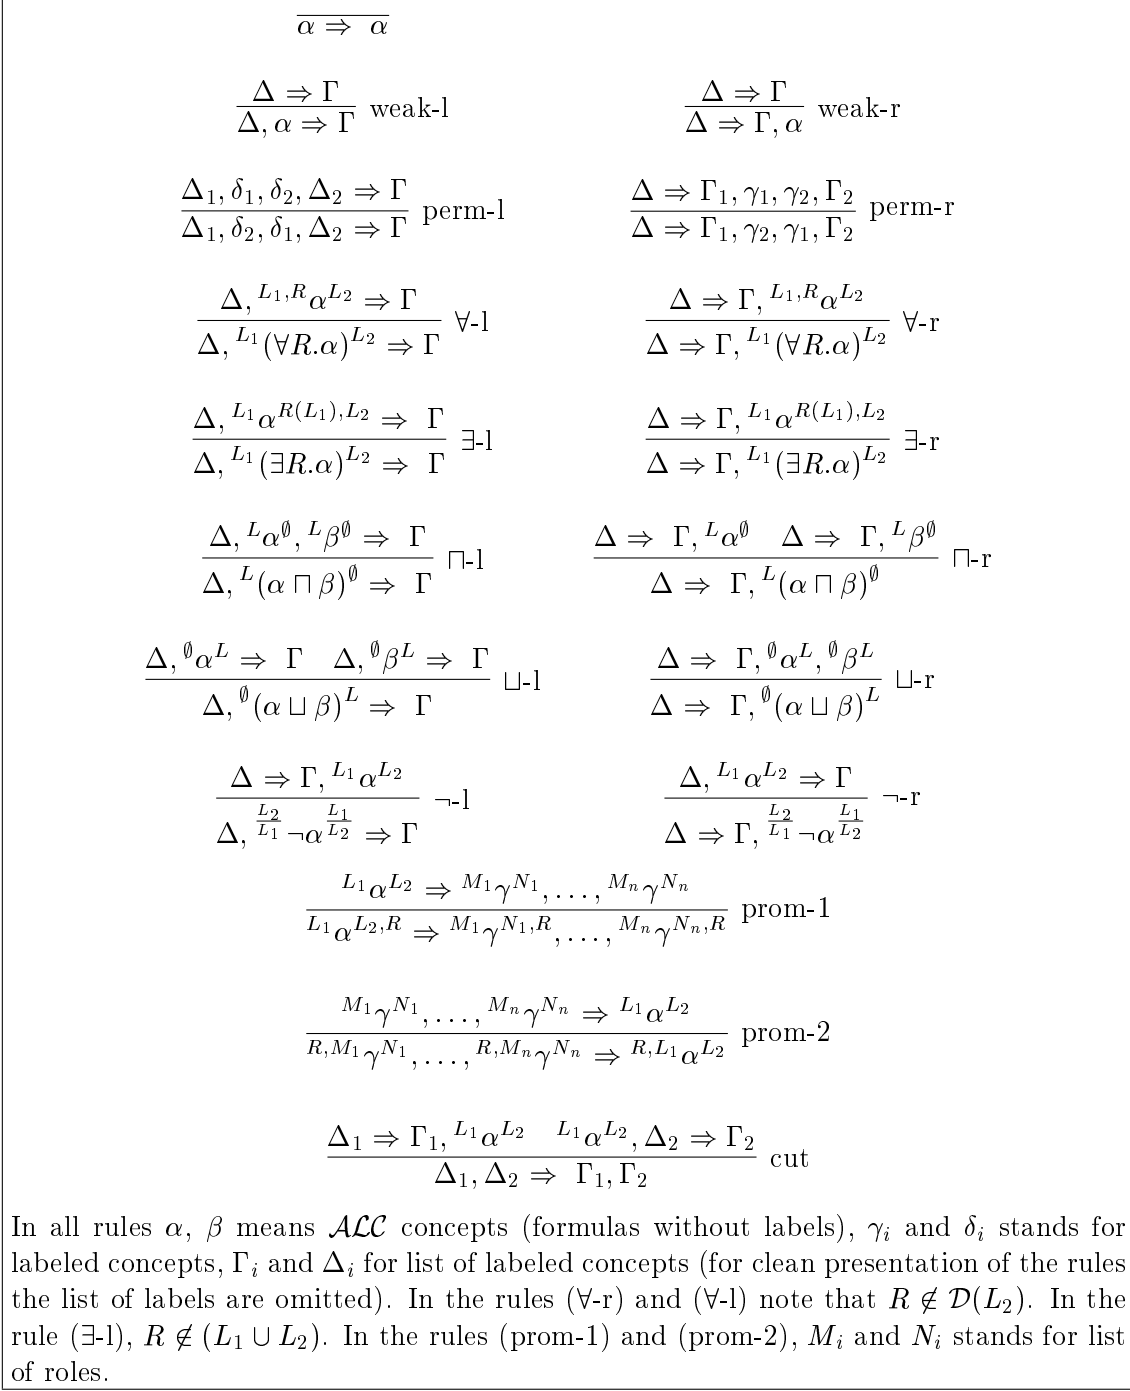 α ⇒ α
Δ ⇒ Γ
Δ, α ⇒ Γ weak-l
Δ ⇒ Γ
Δ ⇒ Γ, α weak-r
Δ₁, δ₁, δ₂, Δ₂ ⇒ Γ
Δ₁, δ₂, δ₁, Δ₂ ⇒ Γ perm-l
Δ ⇒ Γ₁, γ₁, γ₂, Γ₂
Δ ⇒ Γ₁, γ₂, γ₁, Γ₂ perm-r
Δ, ^{L₁,R}α^{L₂} ⇒ Γ
Δ, ^{L₁}(∀R.α)^{L₂} ⇒ Γ ∀-l
Δ ⇒ Γ, ^{L₁,R}α^{L₂}
Δ ⇒ Γ, ^{L₁}(∀R.α)^{L₂} ∀-r
Δ, ^{L₁}α^{R(L₁),L₂} ⇒ Γ
Δ, ^{L₁}(∃R.α)^{L₂} ⇒ Γ ∃-l
Δ ⇒ Γ, ^{L₁}α^{R(L₁),L₂}
Δ ⇒ Γ, ^{L₁}(∃R.α)^{L₂} ∃-r
Δ, ^{L}α^{∅}, ^{L}β^{∅} ⇒ Γ
Δ, ^{L}(α ⊓ β)^{∅} ⇒ Γ ⊓-l
Δ ⇒ Γ, ^{L}α^{∅} Δ ⇒ Γ, ^{L}β^{∅}
Δ ⇒ Γ, ^{L}(α ⊓ β)^{∅} ⊓-r
Δ, ^{∅}α^{L} ⇒ Γ Δ, ^{∅}β^{L} ⇒ Γ
Δ, ^{∅}(α ⊔ β)^{L} ⇒ Γ ⊔-l
Δ ⇒ Γ, ^{∅}α^{L}, ^{∅}β^{L}
Δ ⇒ Γ, ^{∅}(α ⊔ β)^{L} ⊔-r
Δ ⇒ Γ, ^{L₁}α^{L₂}
Δ, ^{L₂/L₁}¬α^{L₁/L₂} ⇒ Γ ¬-l
Δ, ^{L₁}α^{L₂} ⇒ Γ
Δ ⇒ Γ, ^{L₂/L₁}¬α^{L₁/L₂} ¬-r
^{L₁}α^{L₂} ⇒ ^{M₁}γ^{N₁}, …, ^{Mₙ}γ^{Nₙ}
^{L₁}α^{L₂,R} ⇒ ^{M₁}γ^{N₁,R}, …, ^{Mₙ}γ^{Nₙ,R} prom-1
^{M₁}γ^{N₁}, …, ^{Mₙ}γ^{Nₙ} ⇒ ^{L₁}α^{L₂}
^{R,M₁}γ^{N₁}, …, ^{R,Mₙ}γ^{Nₙ} ⇒ ^{R,L₁}α^{L₂} prom-2
Δ₁ ⇒ Γ₁, ^{L₁}α^{L₂} ^{L₁}α^{L₂}, Δ₂ ⇒ Γ₂
Δ₁, Δ₂ ⇒ Γ₁, Γ₂ cut
In all rules α, β means 𝒜ℒ𝒞 concepts (formulas without labels), γᵢ and δᵢ stands for
labeled concepts, Γᵢ and Δᵢ for list of labeled concepts (for clean presentation of the rules
the list of labels are omitted). In the rules (∀-r) and (∀-l) note that R ∉ 𝒟(L₂). In the
rule (∃-l), R ∉ (L₁ ∪ L₂). In the rules (prom-1) and (prom-2), Mᵢ and Nᵢ stands for list
of roles.